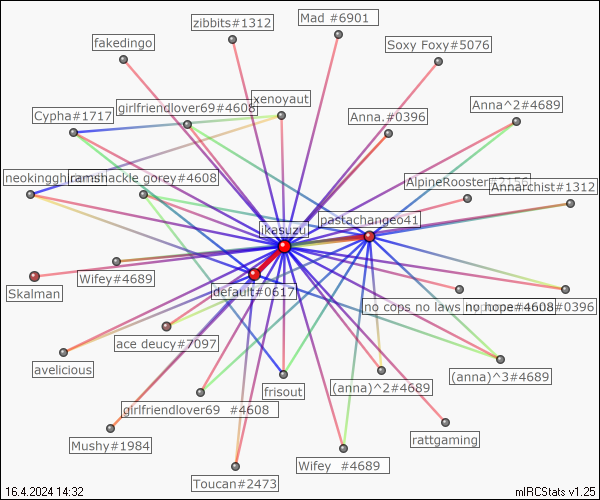 Mad #6901
zibbits#1312
fakedingo
Soxy Foxy#5076
xenoyaut
girlfriendlover69#4608
Anna^2#4689
Cypha#1717
Anna.#0396
neokinggh
ramshackle gorey#4608
AlpineRooster#2156
Annarchist#1312
pastachangeo41
ikasuzu
Wifey#4689
Skalman
default#0617
no cops no laws no hope#4608
#0396
ace deucy#7097
avelicious
frisout
(anna)^2#4689
(anna)^3#4689
girlfriendlover69 #4608
Mushy#1984
rattgaming
Toucan#2473
Wifey #4689
16.4.2024 14:32
mIRCStats v1.25